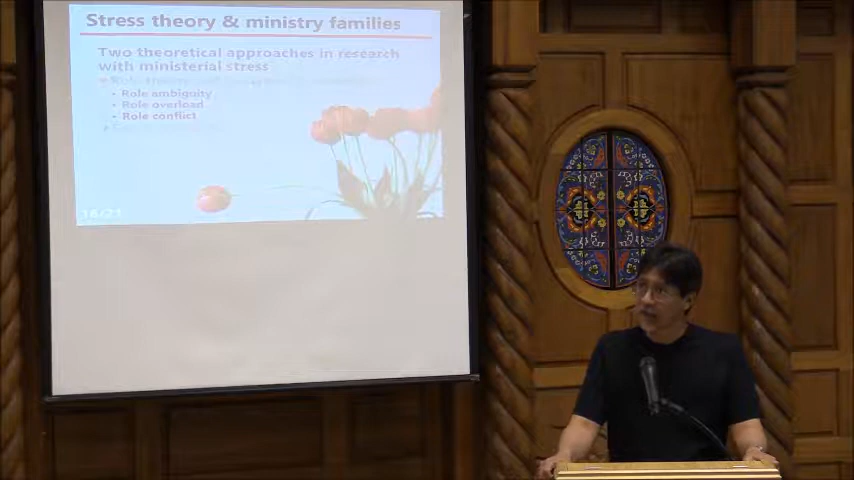 Stress theory & ministry families
Two theoretical approaches in research
with ministerial stress
• Role ambiguity
• Role overload
• Role conflict
16/21